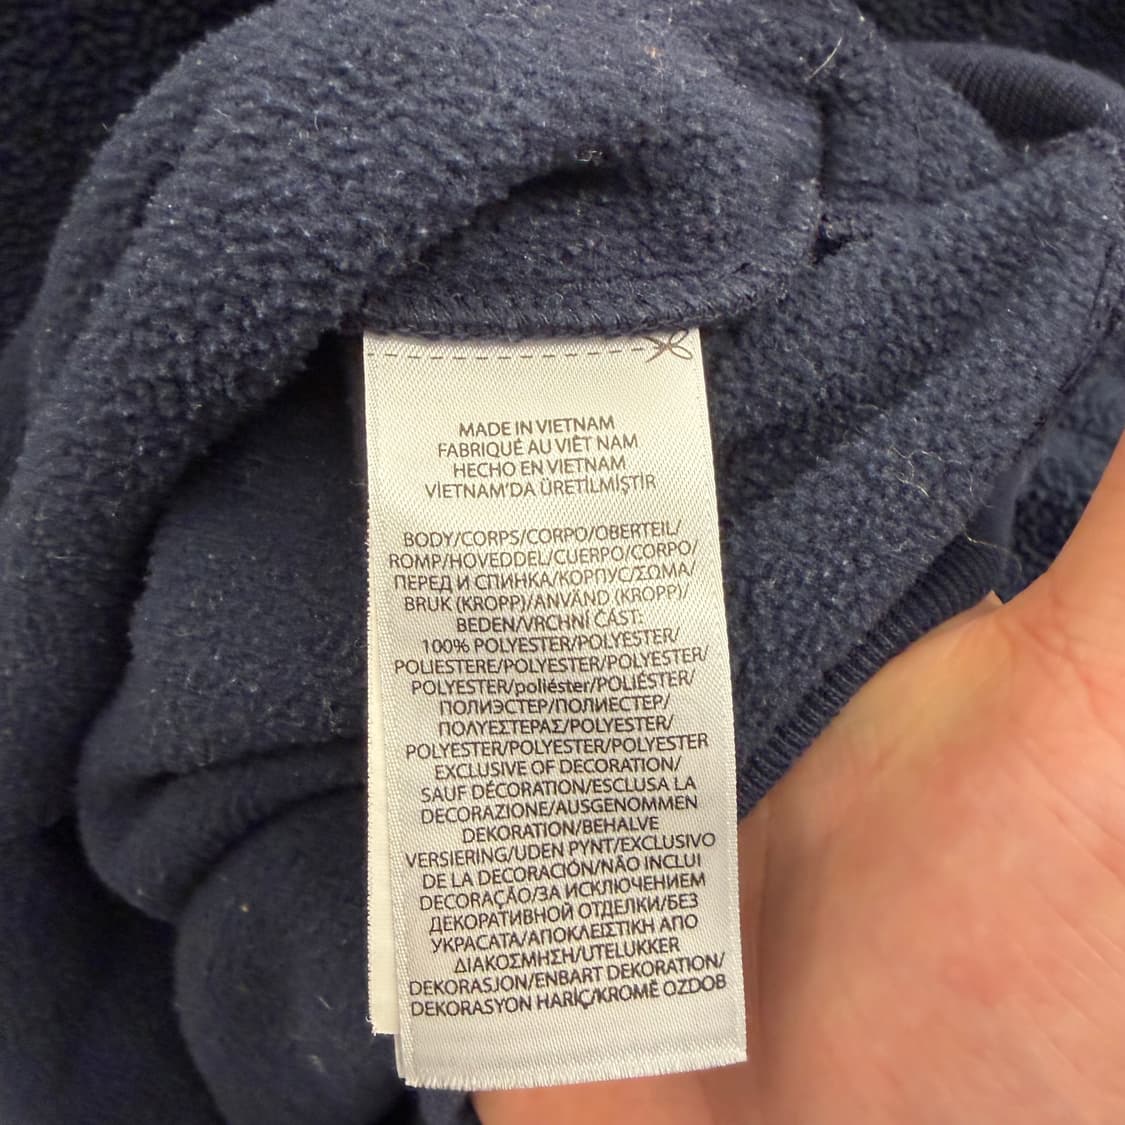 MADE IN VIETNAM
FABRIQUÉ AU VIÊT NAM
HECHO EN VIETNAM
VİETNAM'DA ÜRETİLMİŞTİR
BODY/CORPS/CORPO/OBERTEIL/
ROMP/HOVEDDEL/CUERPO/CORPO/
ПЕРЕД И СПИНКА/КОРПУС/ΣΩΜΑ/
BRUK (KROPP)/ANVÄND (KROPP)/
BEDEN/VRCHNÍ ČÁST:
100% POLYESTER/POLYESTER/
POLIESTERE/POLYESTER/POLYESTER/
POLYESTER/poliéster/POLIÉSTER/
ПОЛИЭСТЕР/ПОЛИЕСТЕР/
ΠΟΛΥΕΣΤΕΡΑΣ/POLYESTER/
POLYESTER/POLYESTER/POLYESTER
EXCLUSIVE OF DECORATION/
SAUF DÉCORATION/ESCLUSA LA
DECORAZIONE/AUSGENOMMEN
DEKORATION/BEHALVE
VERSIERING/UDEN PYNT/EXCLUSIVO
DE LA DECORACIÓN/NÃO INCLUI
DECORAÇÃO/ЗА ИСКЛЮЧЕНИЕМ
ДЕКОРАТИВНОЙ ОТДЕЛКИ/БЕЗ
УКРАСАТА/ΑΠΟΚΛΕΙΣΤΙΚΗ ΑΠΟ
ΔΙΑΚΟΣΜΗΣΗ/UTELUKKER
DEKORASJON/ENBART DEKORATION/
DEKORASYON HARİÇ/KROMĚ OZDOB